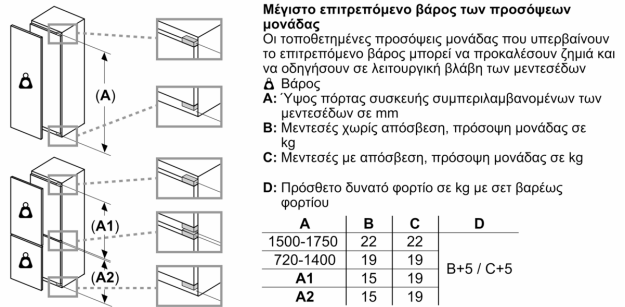 Μέγιστο επιτρεπόμενο βάρος των προσόψεων
μονάδας
Οι τοποθετημένες προσόψεις μονάδας που υπερβαίνουν
το επιτρεπόμενο βάρος μπορεί να προκαλέσουν ζημιά και
να οδηγήσουν σε λειτουργική βλάβη των μεντεσέδων
Βάρος
A: Ύψος πόρτας συσκευής συμπεριλαμβανομένων των
μεντεσέδων σε mm
B: Μεντεσές χωρίς απόσβεση, πρόσοψη μονάδας σε
kg
C: Μεντεσές με απόσβεση, πρόσοψη μονάδας σε kg
D: Πρόσθετο δυνατό φορτίο σε kg με σετ βαρέως
φορτίου
A B C D
1500-1750 22 22
720-1400 19 19
B+5 / C+5
A1 15 19
A2 15 19
(A)
(A1)
(A2)